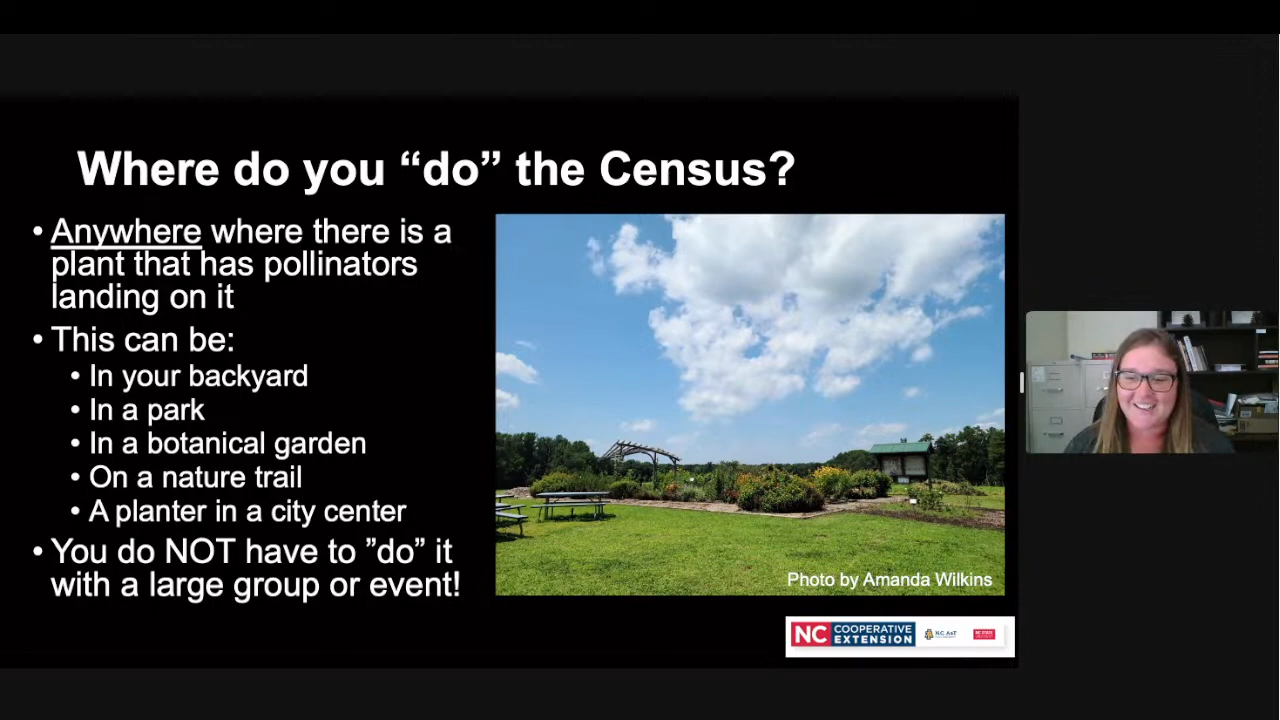 Where do you “do” the Census?
• Anywhere where there is a
plant that has pollinators
landing on it
• This can be:
• In your backyard
• In a park
• In a botanical garden
• On a nature trail
• A planter in a city center
• You do NOT have to ”do” it
with a large group or event!
Photo by Amanda Wilkins
NC COOPERATIVE
EXTENSION
N.C. A&T
NC STATE